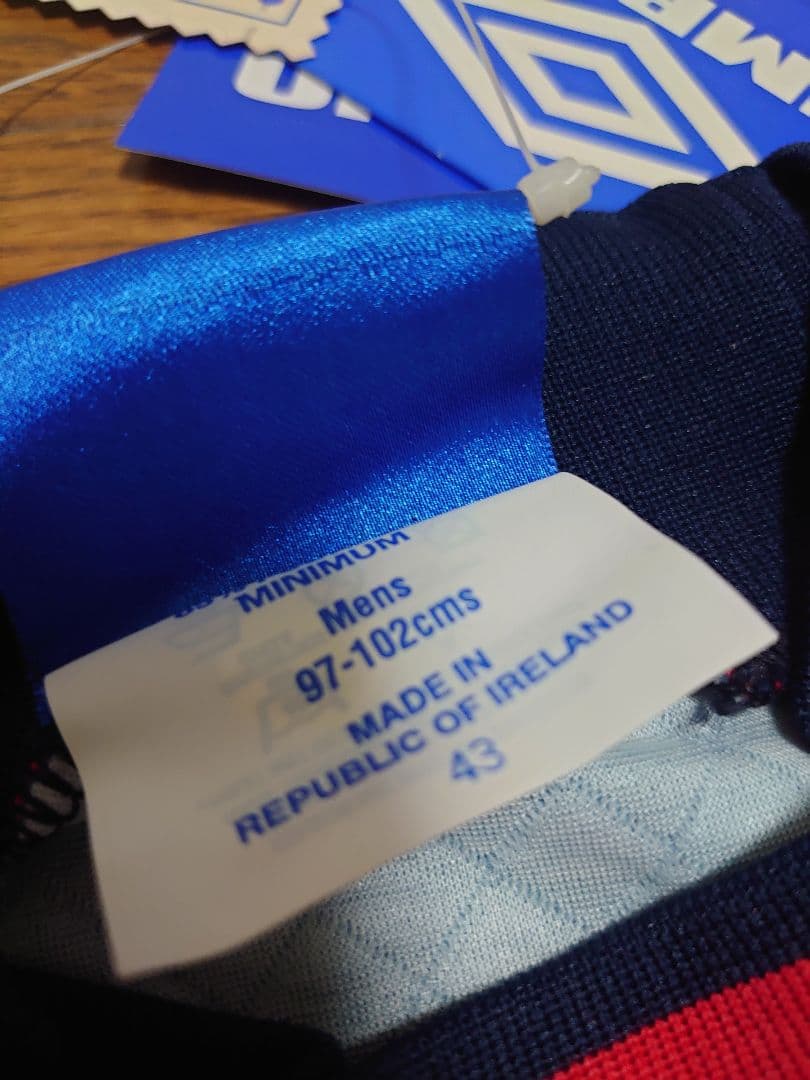 MINIMUM
Mens
97-102cms
MADE IN
REPUBLIC OF IRELAND
43